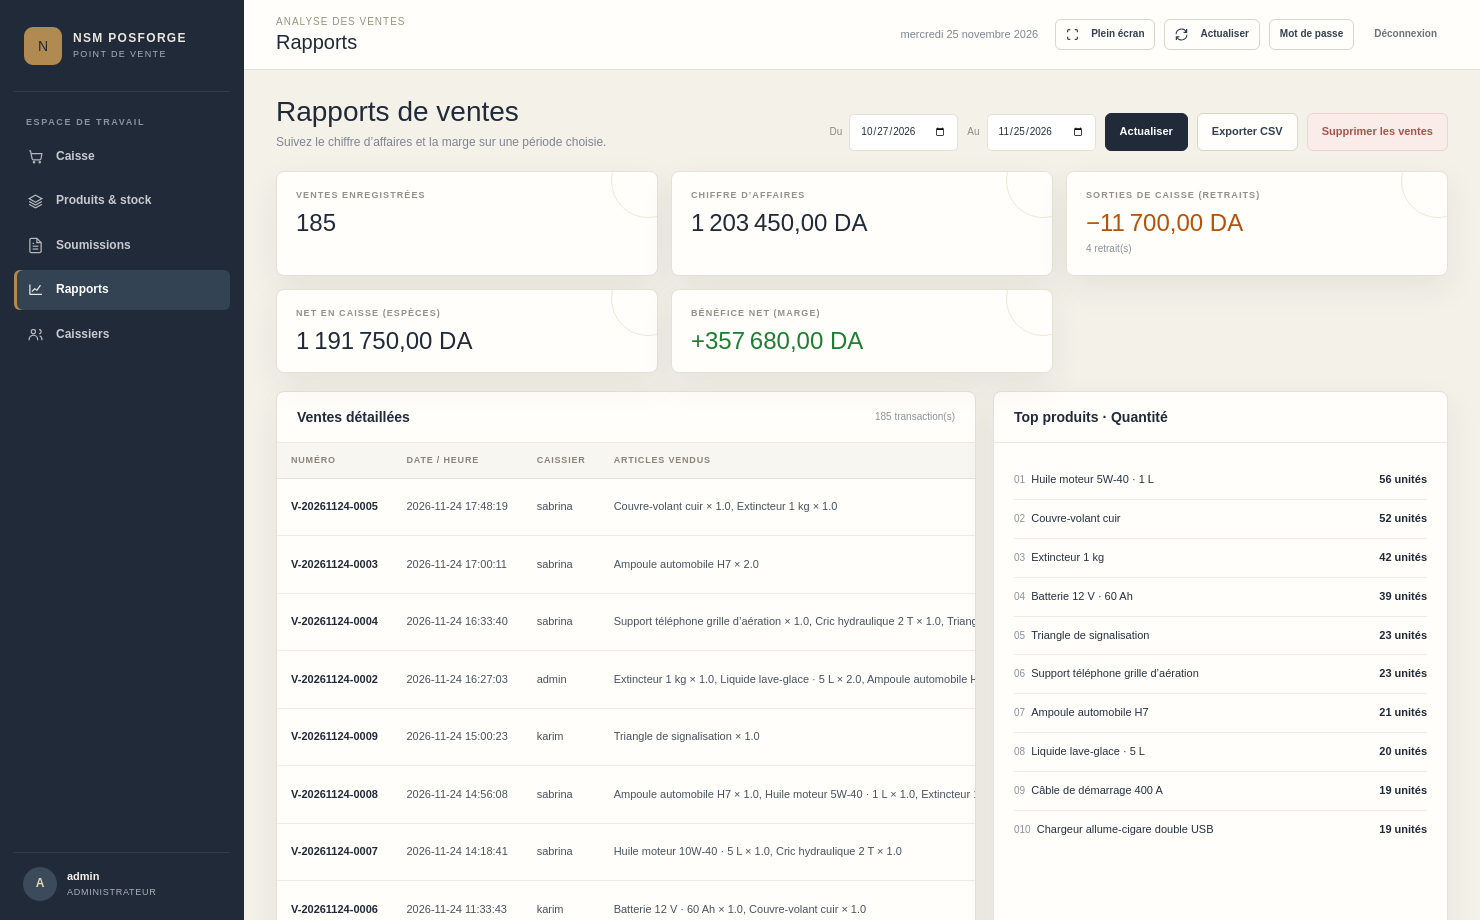 N
NSM POSFORGE
POINT DE VENTE
ESPACE DE TRAVAIL
Caisse
Produits & stock
Soumissions
Rapports
Caissiers
A
admin
ADMINISTRATEUR
ANALYSE DES VENTES
Rapports
mercredi 25 novembre 2026
Plein écran
Actualiser
Mot de passe
Déconnexion
Rapports de ventes
Suivez le chiffre d’affaires et la marge sur une période choisie.
Du 10/27/2026
Au 11/25/2026
Actualiser
Exporter CSV
Supprimer les ventes
VENTES ENREGISTRÉES
185
CHIFFRE D'AFFAIRES
1 203 450,00 DA
SORTIES DE CAISSE (RETRAITS)
−11 700,00 DA
4 retrait(s)
NET EN CAISSE (ESPÈCES)
1 191 750,00 DA
BÉNÉFICE NET (MARGE)
+357 680,00 DA
Ventes détaillées
185 transaction(s)
NUMÉRO DATE / HEURE CAISSIER ARTICLES VENDUS
V-20261124-0005 2026-11-24 17:48:19 sabrina Couvre-volant cuir × 1.0, Extincteur 1 kg × 1.0
V-20261124-0003 2026-11-24 17:00:11 sabrina Ampoule automobile H7 × 2.0
V-20261124-0004 2026-11-24 16:33:40 sabrina Support téléphone grille d’aération × 1.0, Cric hydraulique 2 T × 1.0, Triang
V-20261124-0002 2026-11-24 16:27:03 admin Extincteur 1 kg × 1.0, Liquide lave-glace · 5 L × 2.0, Ampoule automobile H
V-20261124-0009 2026-11-24 15:00:23 karim Triangle de signalisation × 1.0
V-20261124-0008 2026-11-24 14:56:08 sabrina Ampoule automobile H7 × 1.0, Huile moteur 5W-40 · 1 L × 1.0, Extincteur 1
V-20261124-0007 2026-11-24 14:18:41 sabrina Huile moteur 10W-40 · 5 L × 1.0, Cric hydraulique 2 T × 1.0
V-20261124-0006 2026-11-24 11:33:43 karim Batterie 12 V · 60 Ah × 1.0, Couvre-volant cuir × 1.0
Top produits · Quantité
01 Huile moteur 5W-40 · 1 L 56 unités
02 Couvre-volant cuir 52 unités
03 Extincteur 1 kg 42 unités
04 Batterie 12 V · 60 Ah 39 unités
05 Triangle de signalisation 23 unités
06 Support téléphone grille d’aération 23 unités
07 Ampoule automobile H7 21 unités
08 Liquide lave-glace · 5 L 20 unités
09 Câble de démarrage 400 A 19 unités
010 Chargeur allume-cigare double USB 19 unités